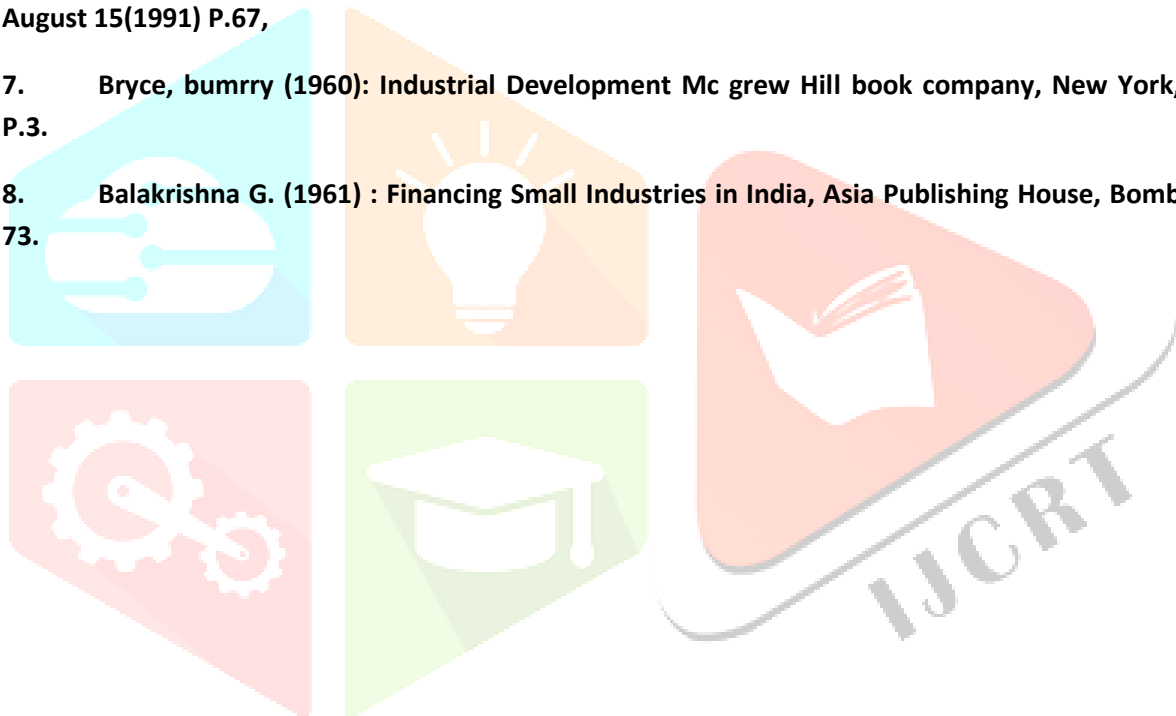 August 15(1991) P.67,
7. Bryce, bumrry (1960): Industrial Development Mc grew Hill book company, New York,
P.3.
8. Balakrishna G. (1961) : Financing Small Industries in India, Asia Publishing House, Bomb
73.
IJCRT